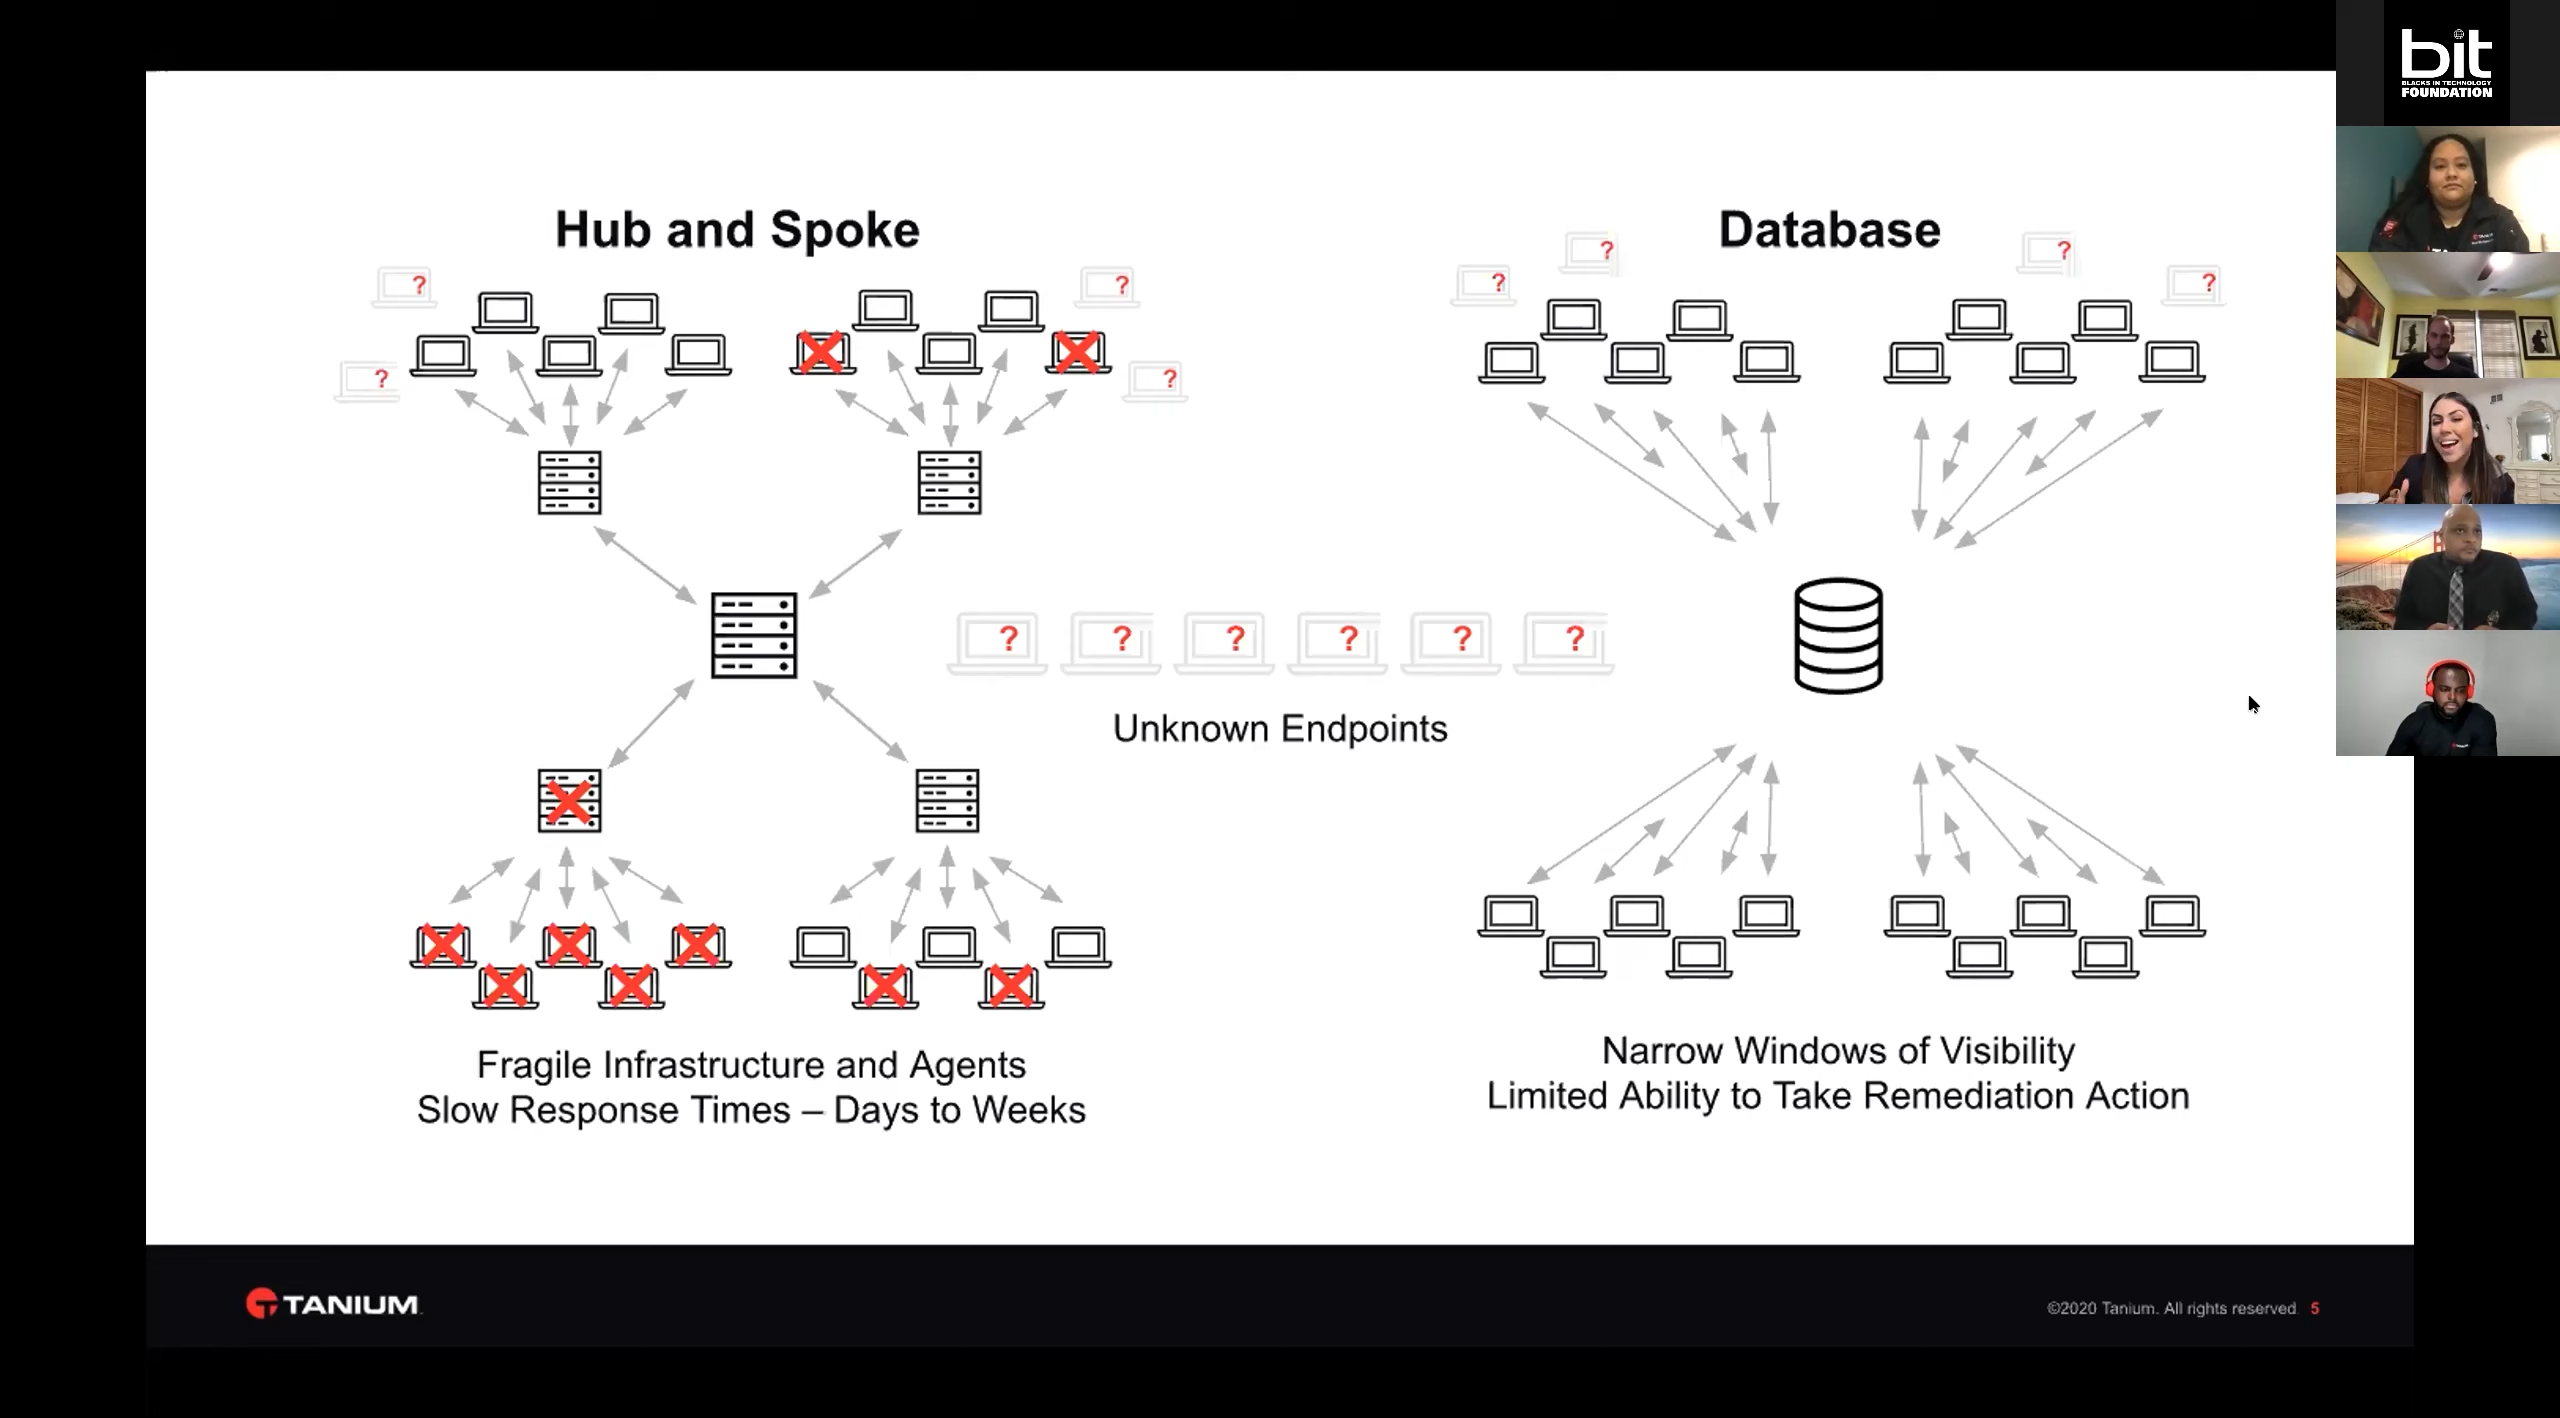 bit
BLACKS IN TECHNOLOGY
FOUNDATION
Hub and Spoke
Database
? ? ? ? ? ?
? ?
? ? ? ? ? ?
Unknown Endpoints
Fragile Infrastructure and Agents
Slow Response Times – Days to Weeks
Narrow Windows of Visibility
Limited Ability to Take Remediation Action
TANIUM
©2020 Tanium. All rights reserved. 5